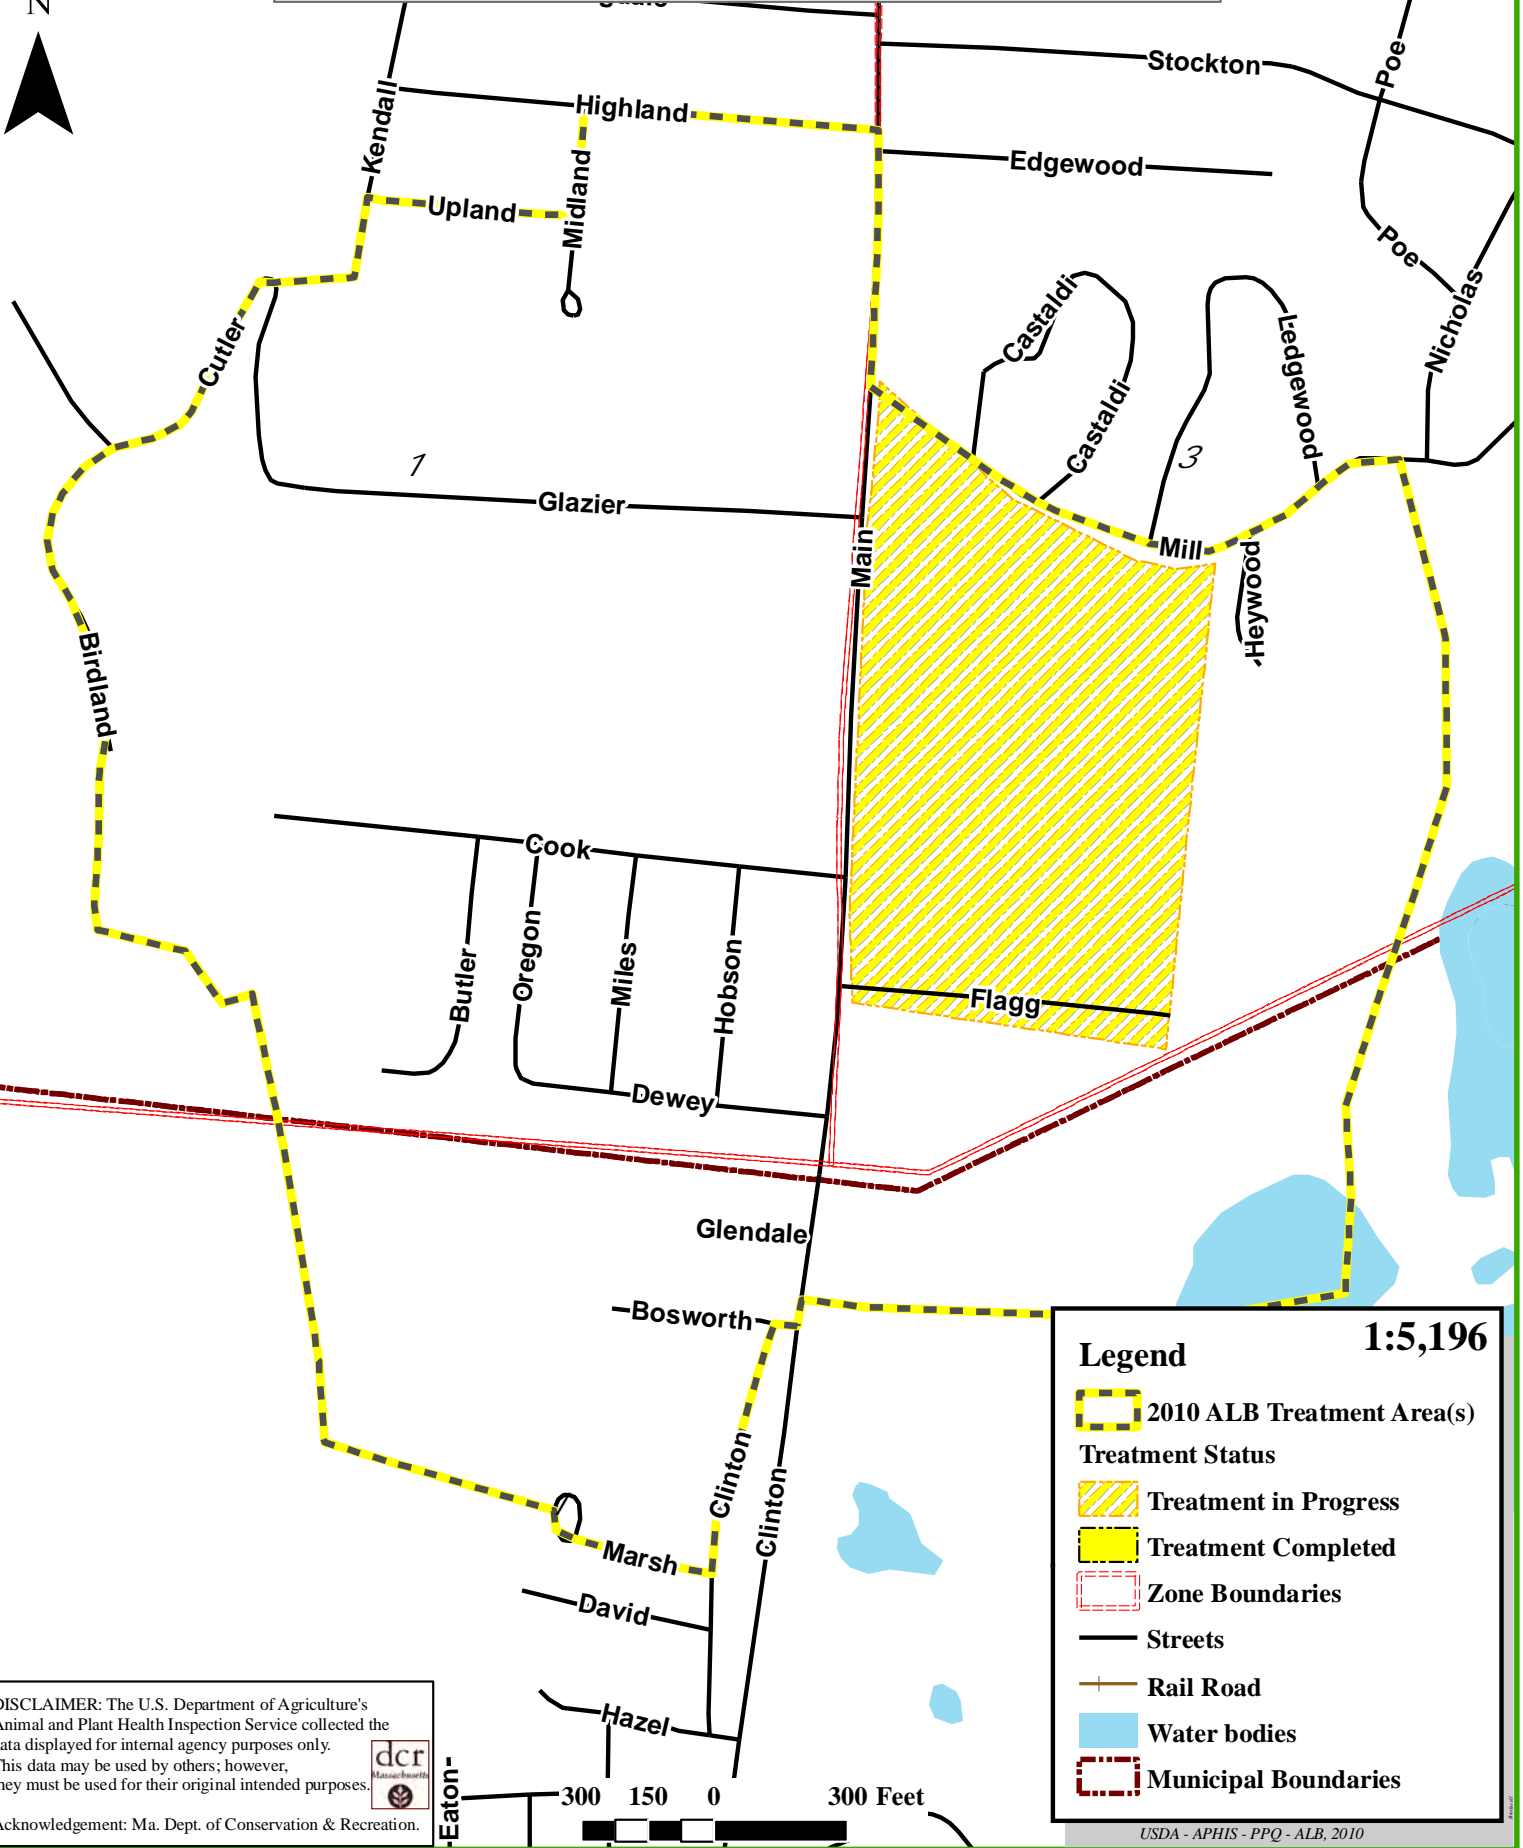 N
Stockton
Poe
Kendall
Highland
Edgewood
Midland
Upland
Poe
Nicholas
Castaldi
Ledgewood
Cutler
Castaldi
1
3
Glazier
Main
Mill
Heywood
Birdland
Cook
Butler
Oregon
Miles
Hobson
Flagg
Dewey
Glendale
Bosworth
Clinton
Clinton
Marsh
David
Hazel
Eaton
1:5,196
Legend
2010 ALB Treatment Area(s)
Treatment Status
Treatment in Progress
Treatment Completed
Zone Boundaries
Streets
Rail Road
Water bodies
Municipal Boundaries
DISCLAIMER: The U.S. Department of Agriculture's
Animal and Plant Health Inspection Service collected the
data displayed for internal agency purposes only.
This data may be used by others; however,
they must be used for their original intended purposes.
Acknowledgement: Ma. Dept. of Conservation & Recreation.
dcr
Massachusetts
300 150 0 300 Feet
USDA - APHIS - PPQ - ALB, 2010